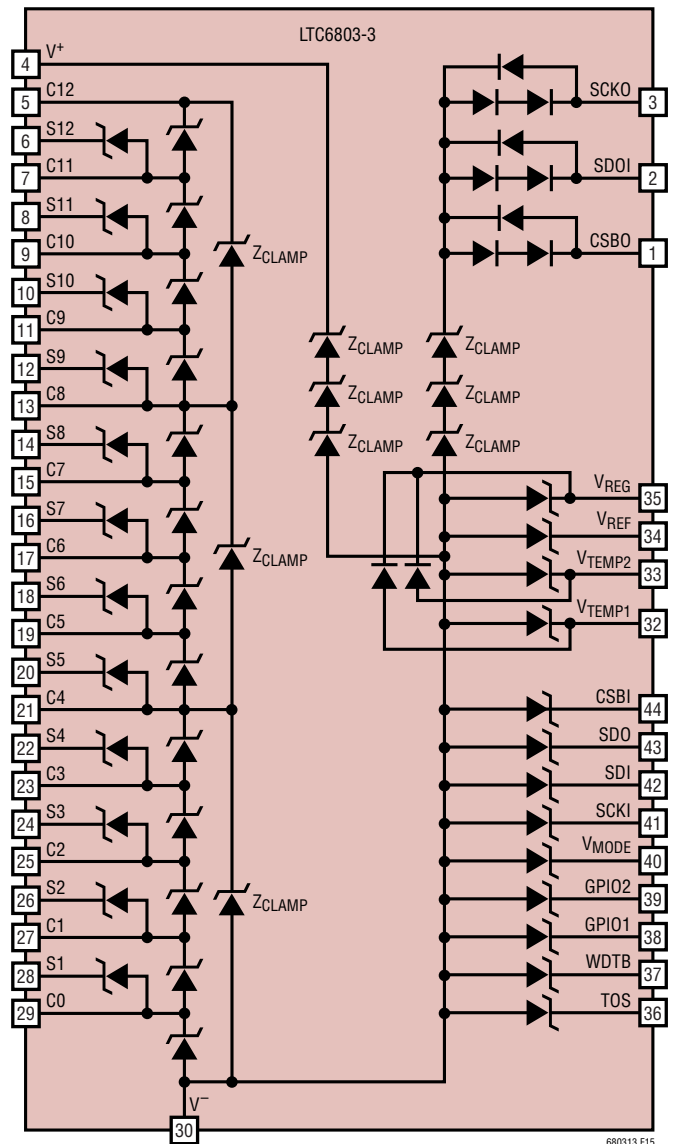 LTC6803-3
4 V+
5 C12
6 S12
7 C11
8 S11
9 C10
10 S10
11 C9
12 S9
13 C8
14 S8
15 C7
16 S7
17 C6
18 S6
19 C5
20 S5
21 C4
22 S4
23 C3
24 S3
25 C2
26 S2
27 C1
28 S1
29 C0
V−
30
ZCLAMP
ZCLAMP
ZCLAMP
ZCLAMP
ZCLAMP
ZCLAMP
ZCLAMP
ZCLAMP
ZCLAMP
SCKO 3
SDOI 2
CSBO 1
VREG 35
VREF 34
VTEMP2 33
VTEMP1 32
CSBI 44
SDO 43
SDI 42
SCKI 41
VMODE 40
GPIO2 39
GPIO1 38
WDTB 37
TOS 36
680313 F15